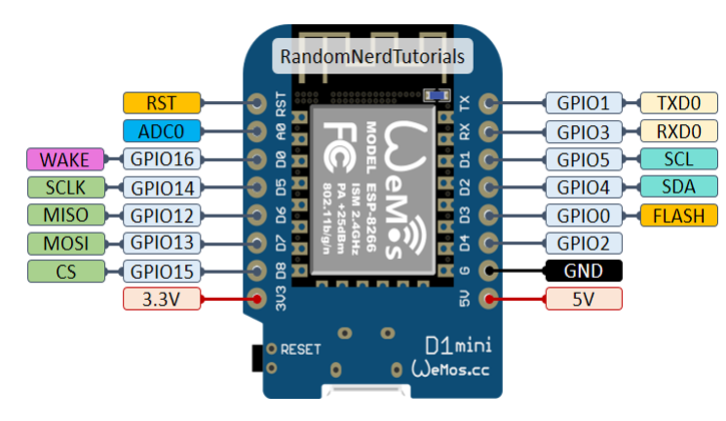 RandomNerdTutorials
RST RST TX GPIO1 TXD0
ADC0 A0 RX GPIO3 RXD0
WAKE GPIO16 D0 D1 GPIO5 SCL
SCLK GPIO14 D5 D2 GPIO4 SDA
MISO GPIO12 D6 D3 GPIO0 FLASH
MOSI GPIO13 D7 D4 GPIO2
CS GPIO15 D8 G GND
3.3V 3V3 5V 5V
WeMos
MODEL ESP-8266
ISM 2.4GHz
PA +25dBm
802.11b/g/n
FC
RESET
D1mini
WeMos.cc